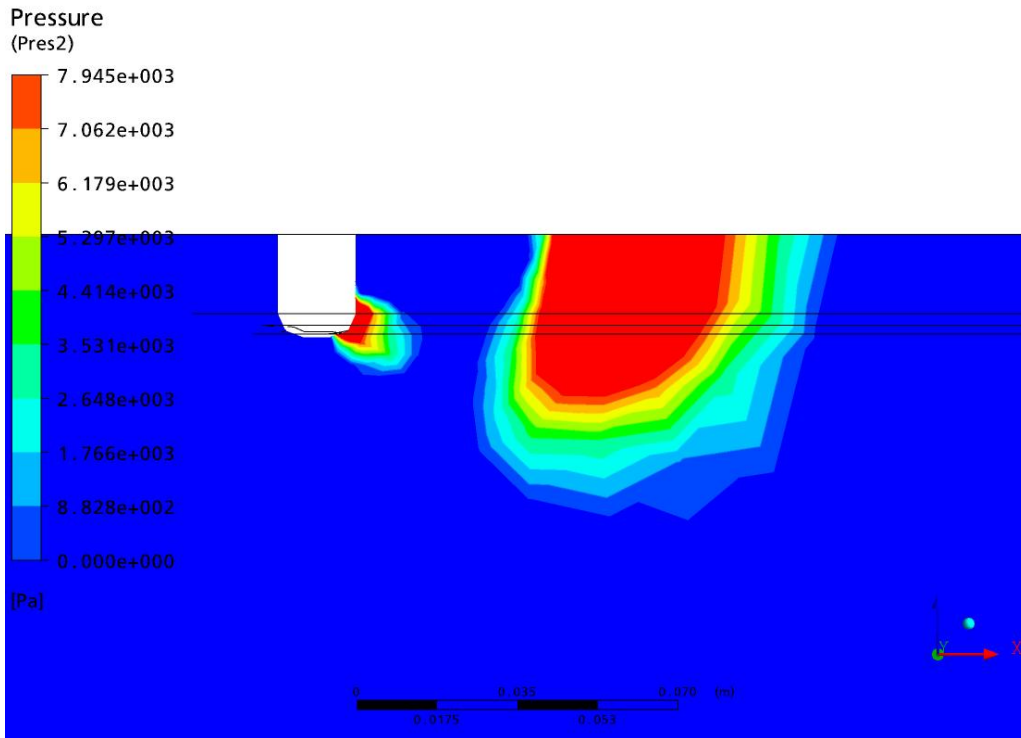 Pressure
(Pres2)
7.945e+003
7.062e+003
6.179e+003
5.297e+003
4.414e+003
3.531e+003
2.648e+003
1.766e+003
8.828e+002
0.000e+000
[Pa]
Y
X
0 0.035 0.070 (m)
0.0175 0.053